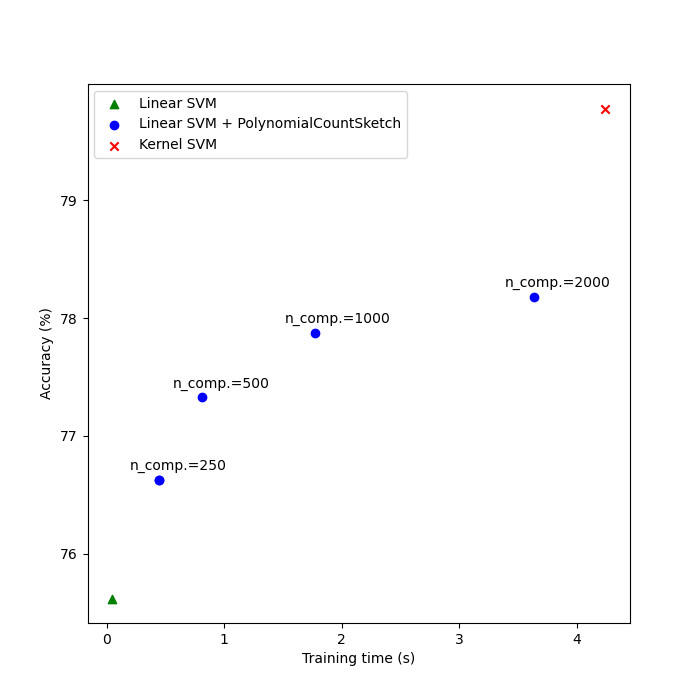 Linear SVM
Linear SVM + PolynomialCountSketch
Kernel SVM
79
n_comp.=2000
78
n_comp.=1000
n_comp.=500
77
n_comp.=250
76
Accuracy (%)
0 1 2 3 4
Training time (s)